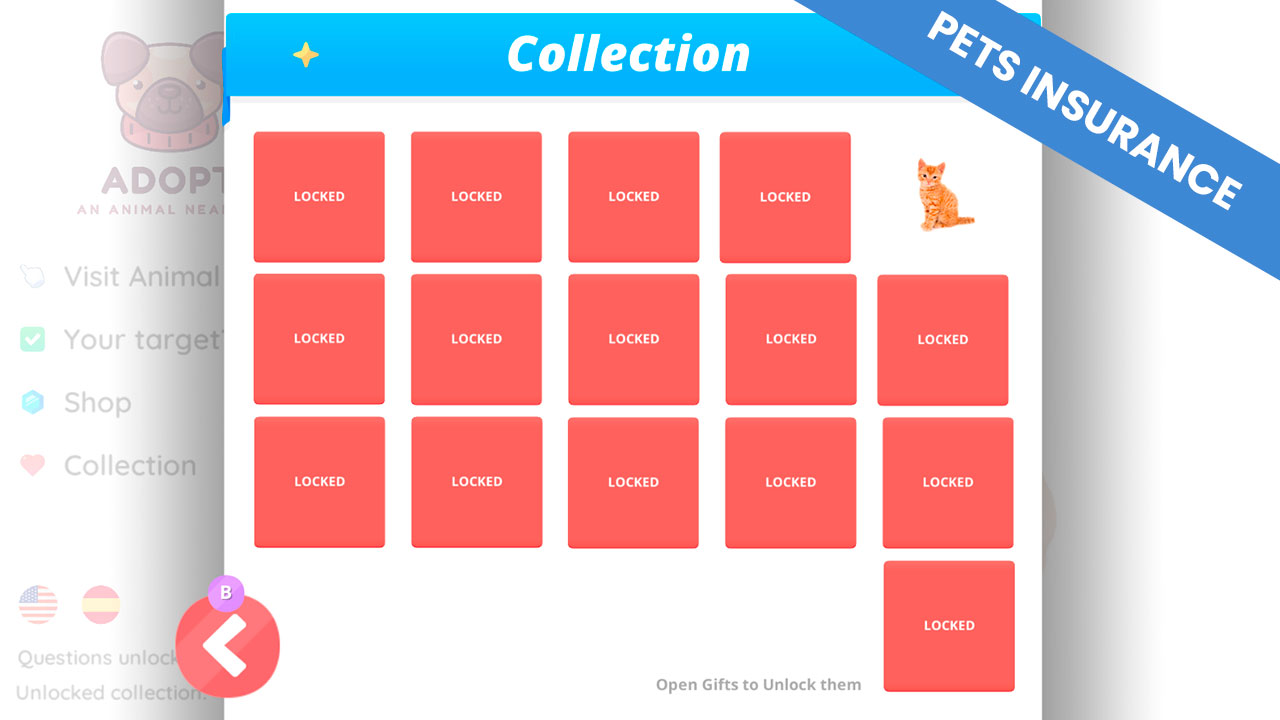 Collection
PETS INSURANCE
ADOPT
AN ANIMAL NEA
Visit Animal
Your target?
Shop
Collection
LOCKED LOCKED LOCKED LOCKED
LOCKED LOCKED LOCKED LOCKED LOCKED
LOCKED LOCKED LOCKED LOCKED LOCKED
LOCKED
B
Questions unlock
Unlocked collection:
Open Gifts to Unlock them